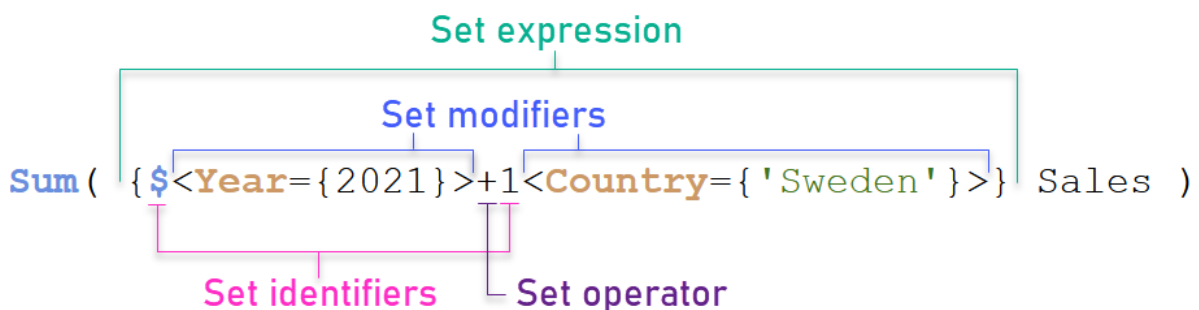 Set expression
Set modifiers
Sum( {$<Year={2021}>+1<Country={'Sweden'}>} Sales )
Set identifiers
Set operator